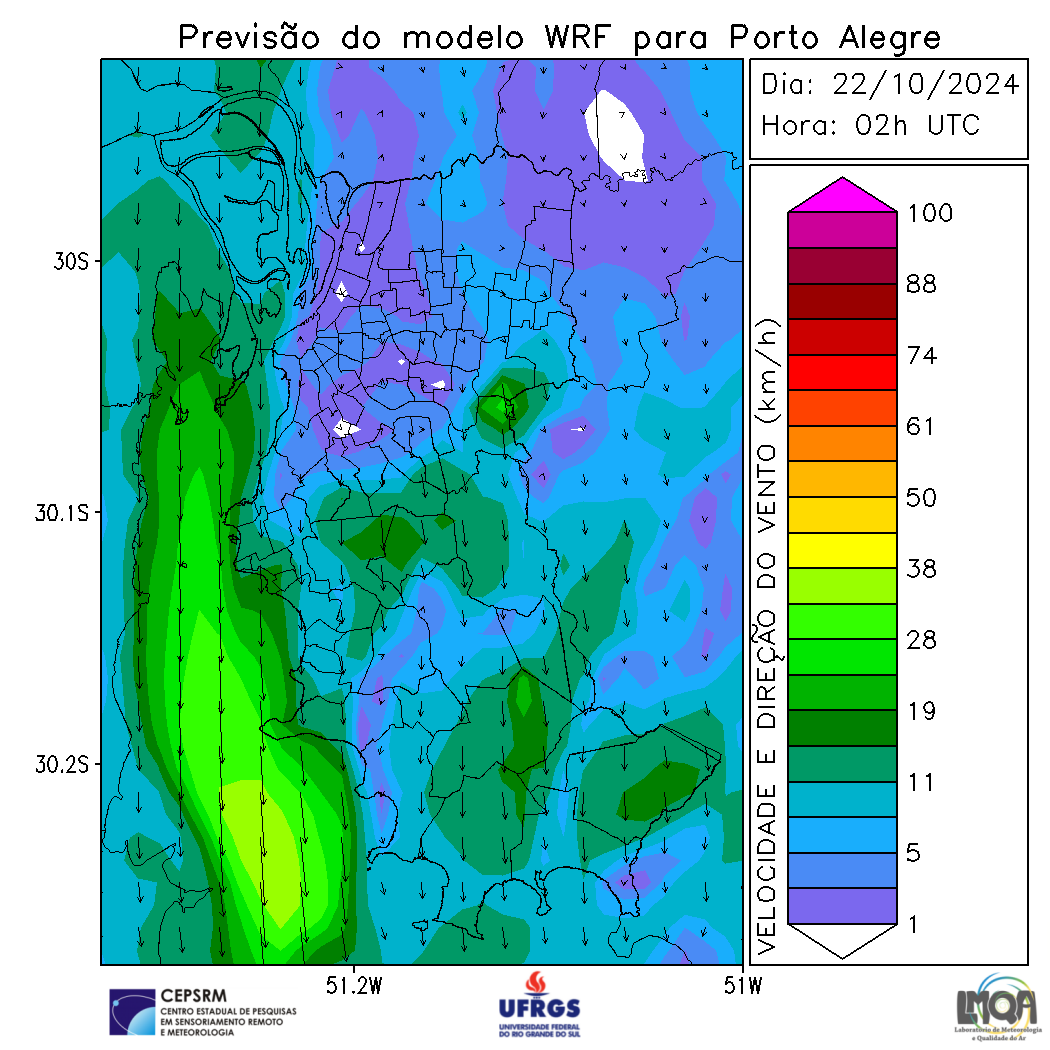 Previsão do modelo WRF para Porto Alegre
Dia: 22/10/2024
Hora: 02h UTC
30S
30.1S
30.2S
51.2W
51W
VELOCIDADE E DIREÇÃO DO VENTO (km/h)
100
88
74
61
50
38
28
19
11
5
1
CEPSRM
CENTRO ESTADUAL DE PESQUISAS
EM SENSORIAMENTO REMOTO
E METEOROLOGIA
UFRGS
UNIVERSIDADE FEDERAL
DO RIO GRANDE DO SUL
LMQA
Laboratório de Meteorologia
e Qualidade do Ar